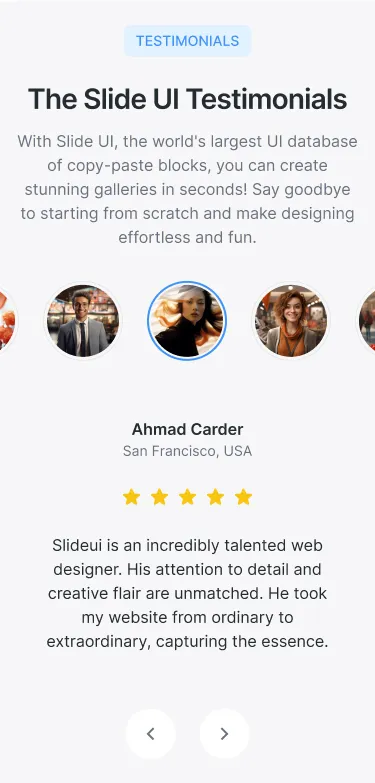 TESTIMONIALS
The Slide UI Testimonials
With Slide UI, the world's largest UI database
of copy-paste blocks, you can create
stunning galleries in seconds! Say goodbye
to starting from scratch and make designing
effortless and fun.
Ahmad Carder
San Francisco, USA
Slideui is an incredibly talented web
designer. His attention to detail and
creative flair are unmatched. He took
my website from ordinary to
extraordinary, capturing the essence.